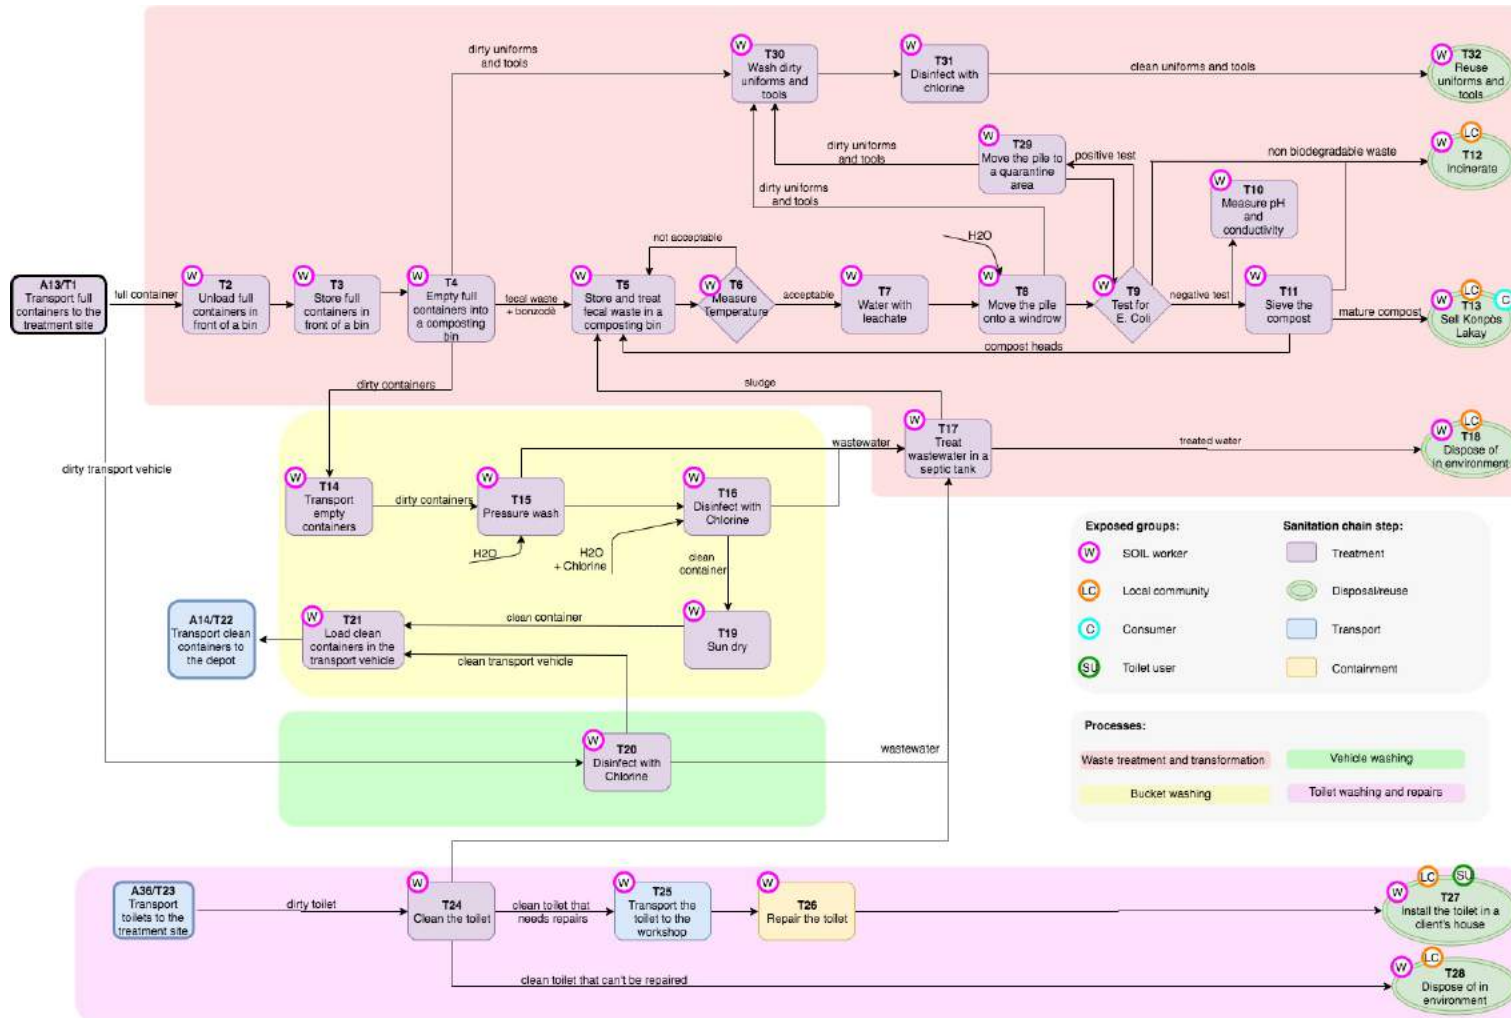 dirty uniforms
and tools
W
T30
Wash dirty
uniforms and
tools
W
T31
Disinfect with
chlorine
clean uniforms and tools
W
T32
Reuse
uniforms and
tools
dirty uniforms
and tools
W
T29
Move the pile to
a quarantine
area
positive test
non biodegradable waste
W
LC
T12
Incinerate
dirty uniforms
and tools
W
T10
Measure pH
and
conductivity
H2O
not acceptable
A13/T1
Transport full
containers to the
treatment site
full container
W
T2
Unload full
containers in
front of a bin
W
T3
Store full
containers in
front of a bin
W
T4
Empty full
containers into
a composting
bin
fecal waste
+ bonzodè
W
T5
Store and treat
fecal waste in a
composting bin
W
T6
Measure
Temperature
acceptable
W
T7
Water with
leachate
W
T8
Move the pile
onto a windrow
W
T9
Test for
E. Coli
negative test
W
T11
Sieve the
compost
mature compost
W
LC
C
T13
Sell Konpòs
Lakay
compost heads
dirty containers
sludge
dirty transport vehicle
W
T14
Transport
empty
containers
dirty containers
W
T15
Pressure wash
H2O
W
T16
Disinfect with
Chlorine
H2O
+ Chlorine
wastewater
W
T17
Treat
wastewater in a
septic tank
treated water
W
LC
T18
Dispose of
in environment
clean
container
A14/T22
Transport clean
containers to
the depot
W
T21
Load clean
containers in the
transport vehicle
clean container
W
T19
Sun dry
clean transport vehicle
W
T20
Disinfect with
Chlorine
wastewater
Exposed groups:
W
SOIL worker
LC
Local community
C
Consumer
SU
Toilet user
Sanitation chain step:
Treatment
Disposal/reuse
Transport
Containment
Processes:
Waste treatment and transformation
Vehicle washing
Bucket washing
Toilet washing and repairs
A36/T23
Transport
toilets to the
treatment site
dirty toilet
W
T24
Clean the toilet
clean toilet that
needs repairs
W
T25
Transport the
toilet to the
workshop
W
T26
Repair the toilet
W
LC
SU
T27
Install the toilet in a
client's house
clean toilet that can't be repaired
W
LC
T28
Dispose of in
environment